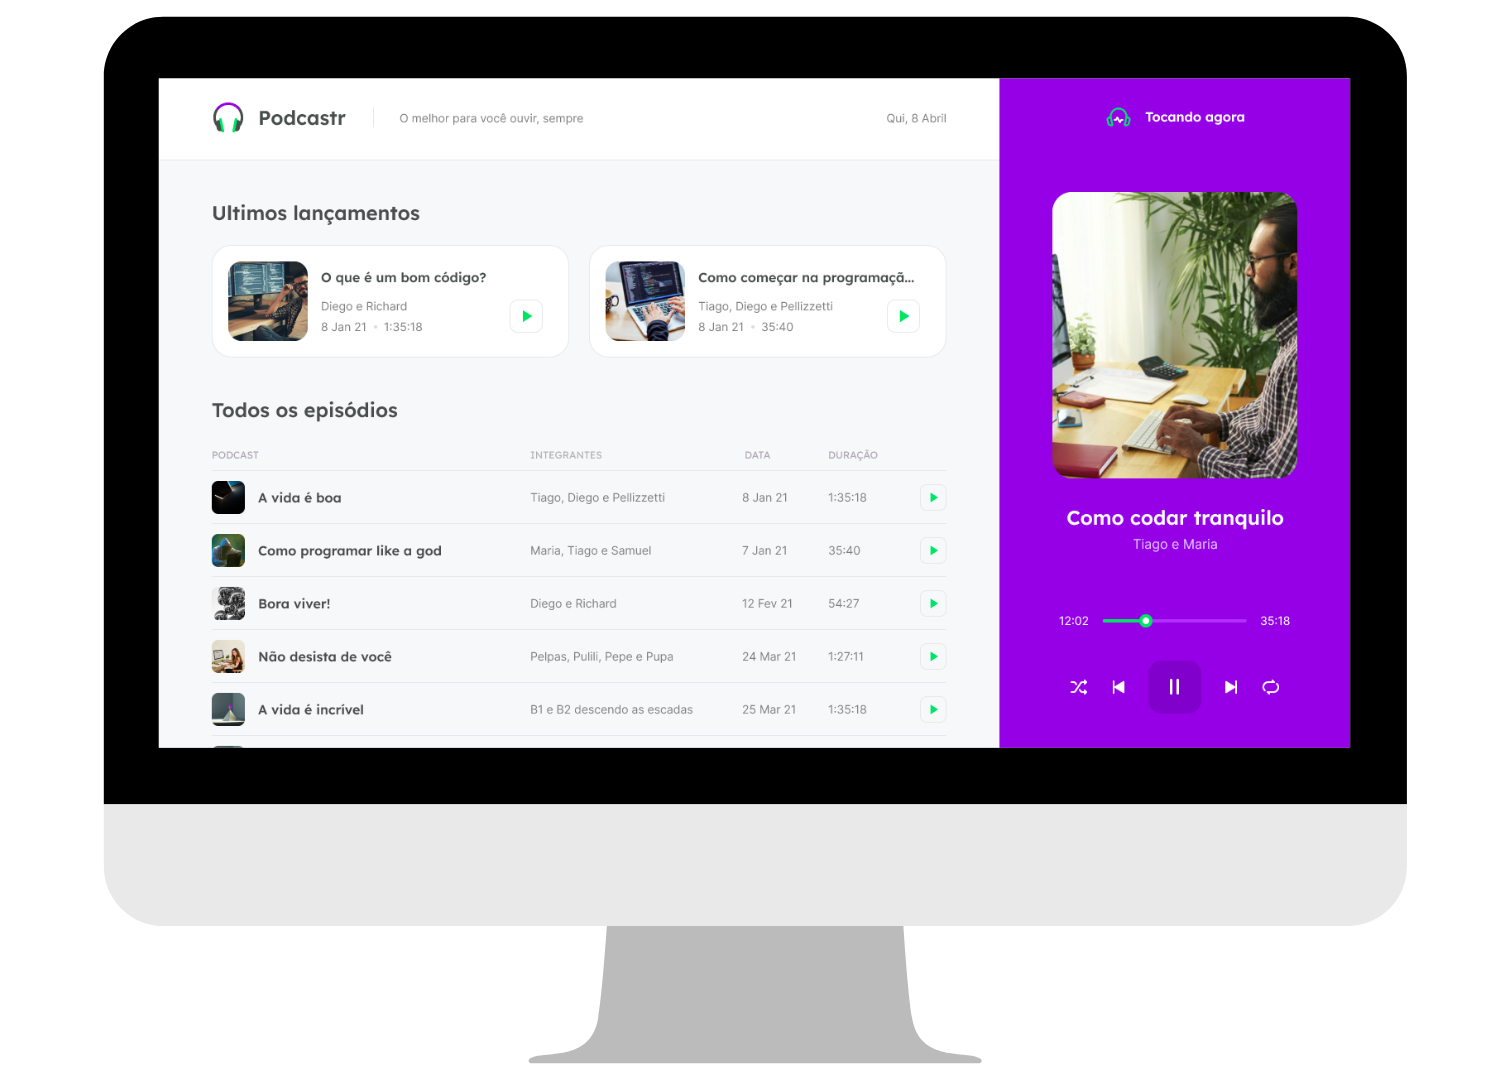 Podcastr
O melhor para você ouvir, sempre
Qui, 8 Abril
Ultimos lançamentos
O que é um bom código?
Diego e Richard
8 Jan 21 • 1:35:18
Como começar na programaçã...
Tiago, Diego e Pellizzetti
8 Jan 21 • 35:40
Todos os episódios
PODCAST INTEGRANTES DATA DURAÇÃO
A vida é boa Tiago, Diego e Pellizzetti 8 Jan 21 1:35:18
Como programar like a god Maria, Tiago e Samuel 7 Jan 21 35:40
Bora viver! Diego e Richard 12 Fev 21 54:27
Não desista de você Pelpas, Pulili, Pepe e Pupa 24 Mar 21 1:27:11
A vida é incrível B1 e B2 descendo as escadas 25 Mar 21 1:35:18
Tocando agora
Como codar tranquilo
Tiago e Maria
12:02 35:18